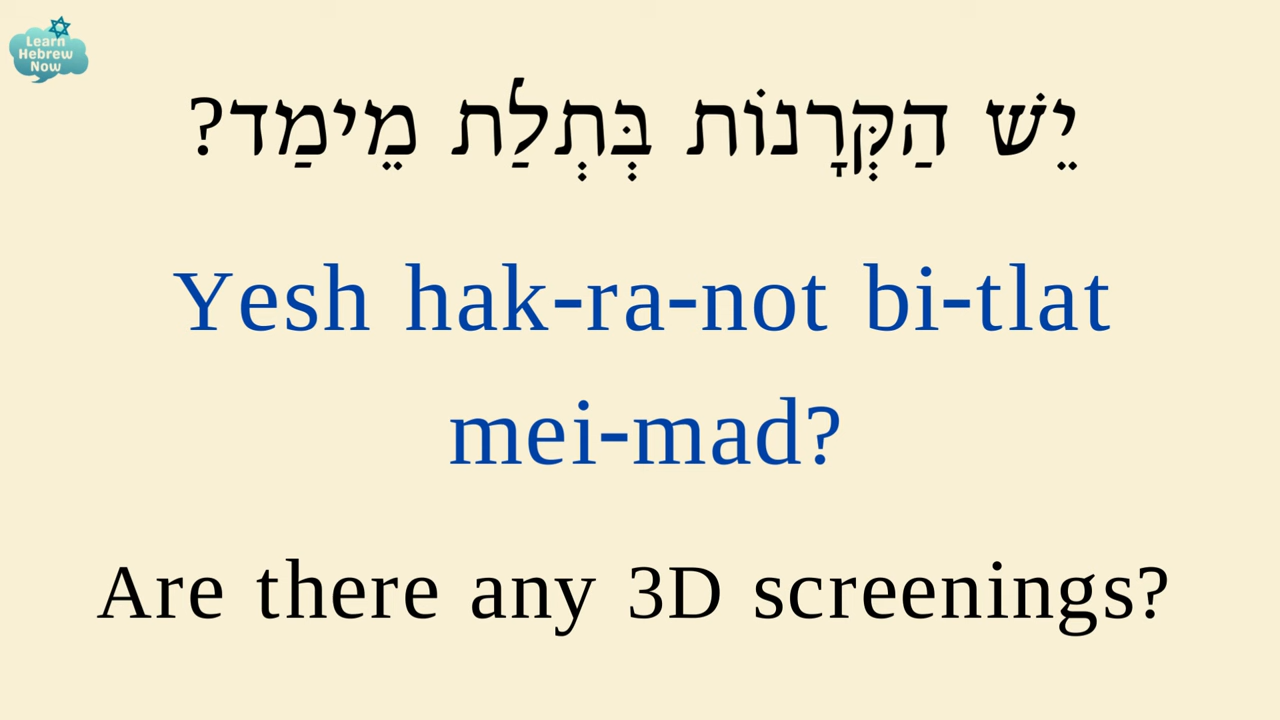 Learn
Hebrew
Now
יֵשׁ הַקְּרָנוֹת בְּתְלַת מֵימַד?
Yesh hak-ra-not bi-tlat
mei-mad?
Are there any 3D screenings?